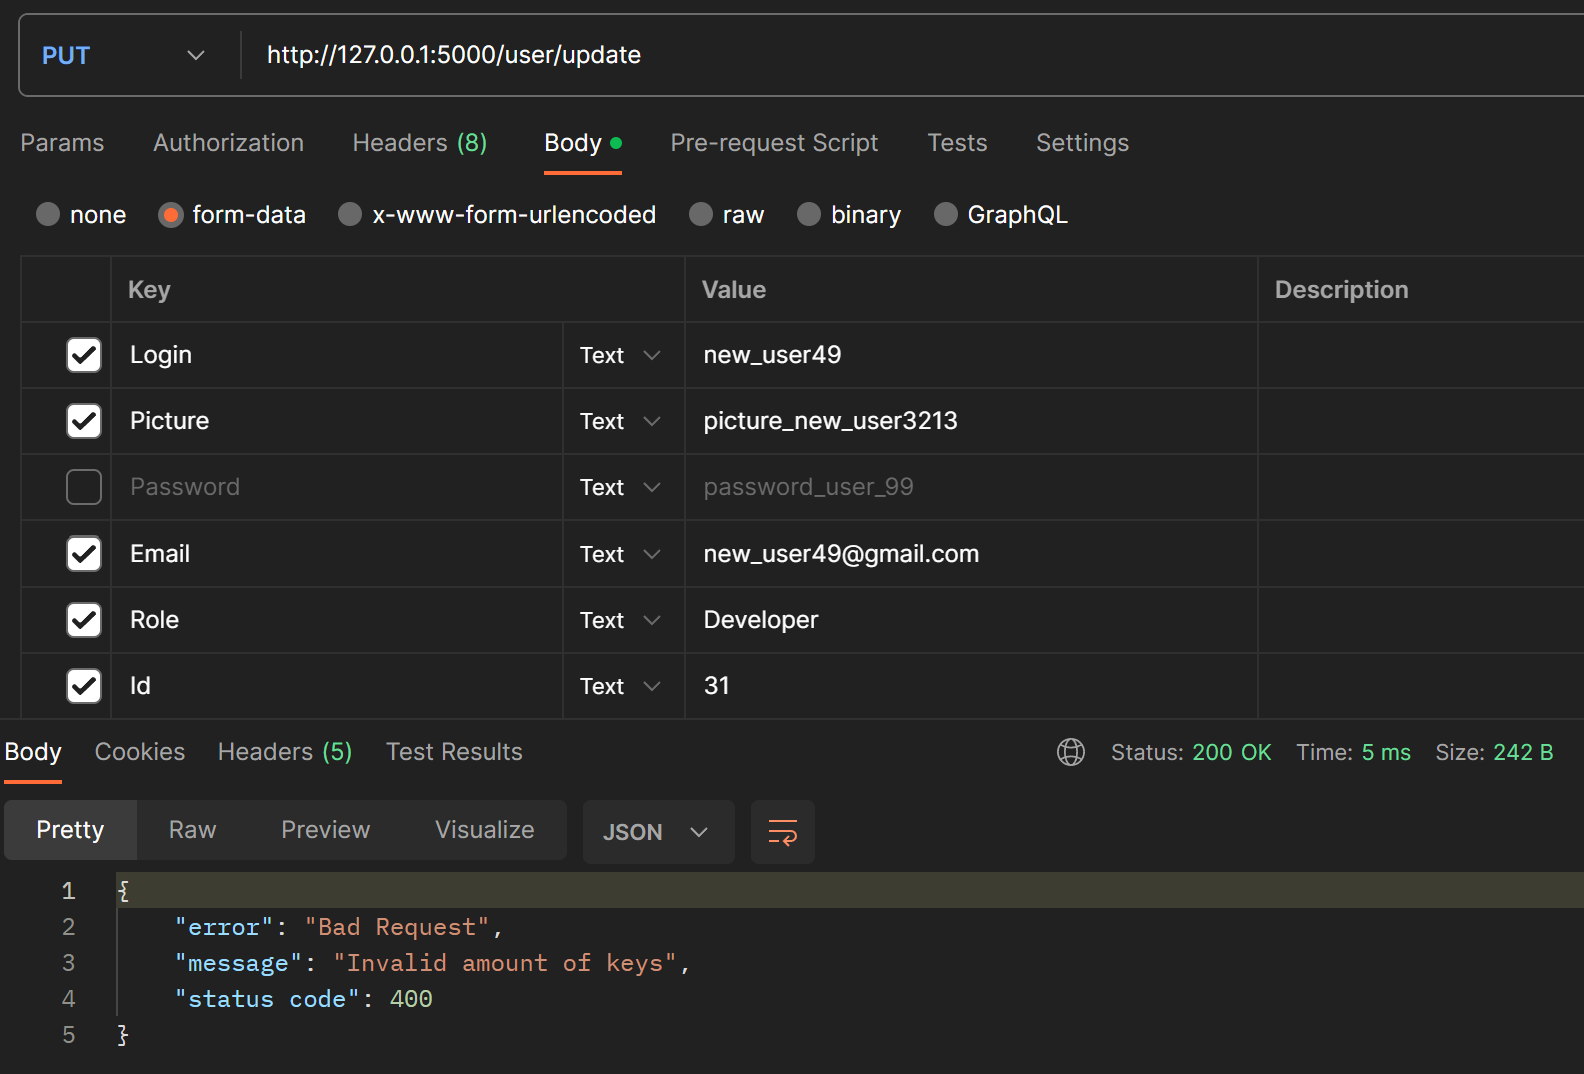 PUT http://127.0.0.1:5000/user/update
Params Authorization Headers (8) Body Pre-request Script Tests Settings
none form-data x-www-form-urlencoded raw binary GraphQL
Key Value Description
Login Text new_user49
Picture Text picture_new_user3213
Password Text password_user_99
Email Text new_user49@gmail.com
Role Text Developer
Id Text 31
Body Cookies Headers (5) Test Results Status: 200 OK Time: 5 ms Size: 242 B
Pretty Raw Preview Visualize JSON
1 {
2 "error": "Bad Request",
3 "message": "Invalid amount of keys",
4 "status code": 400
5 }